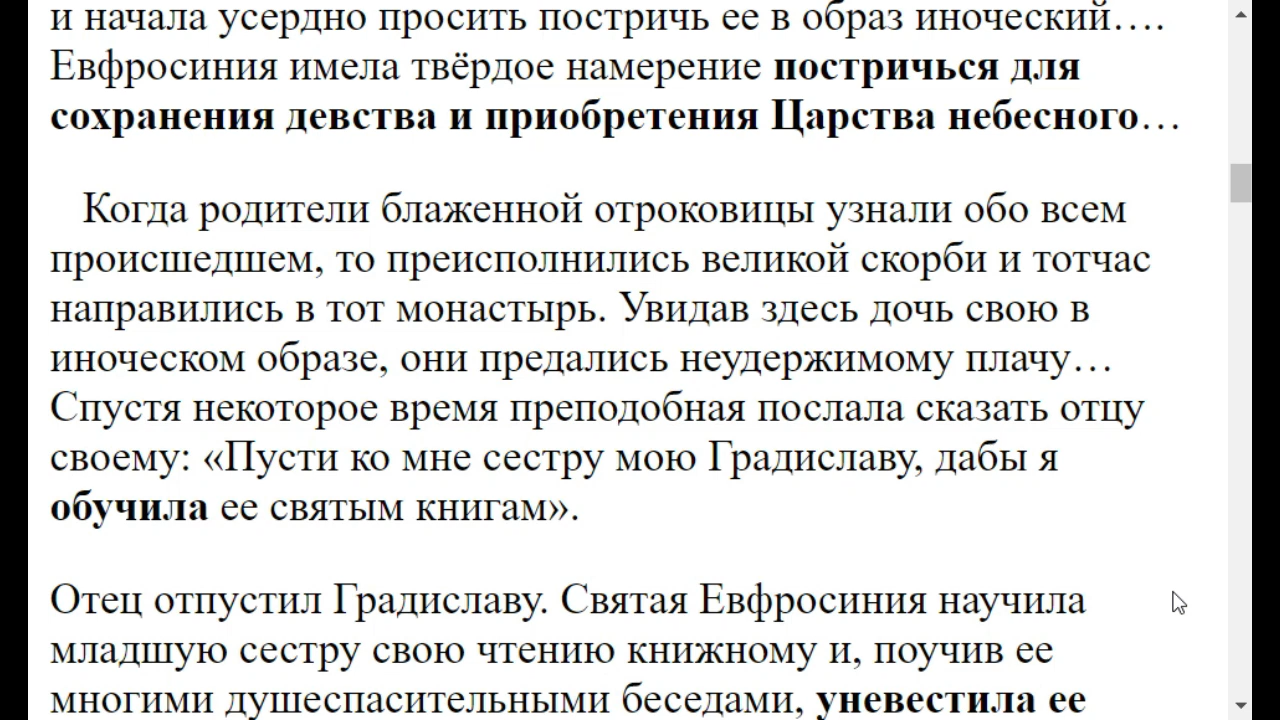 и начала усердно просить постричь ее в образ иноческий….
Евфросиния имела твёрдое намерение постричься для
сохранения девства и приобретения Царства небесного…
Когда родители блаженной отроковицы узнали обо всем
происшедшем, то преисполнились великой скорби и тотчас
направились в тот монастырь. Увидав здесь дочь свою в
иноческом образе, они предались неудержимому плачу…
Спустя некоторое время преподобная послала сказать отцу
своему: «Пусти ко мне сестру мою Градиславу, дабы я
обучила ее святым книгам».
Отец отпустил Градиславу. Святая Евфросиния научила
младшую сестру свою чтению книжному и, поучив ее
многими душеспасительными беседами, уневестила ее